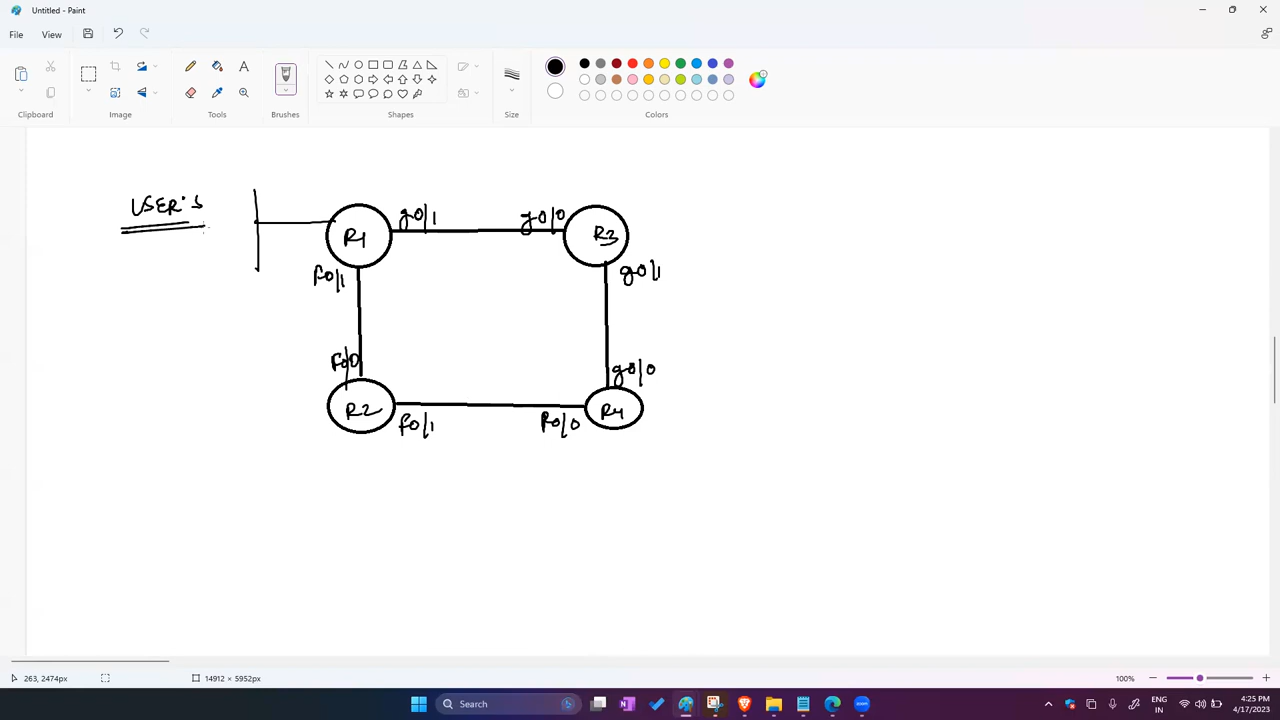 Untitled - Paint
File View
Clipboard Image Tools Brushes Shapes Size Colors
USER'S
R1 g0/1 g0/0 R3
f0/1 g0/1
f0/0 g0/0
R2 R4
f0/1 f0/0
263, 2474px 14912 × 5952px 100%
Search ENG IN 4:25 PM 4/17/2023
zoom